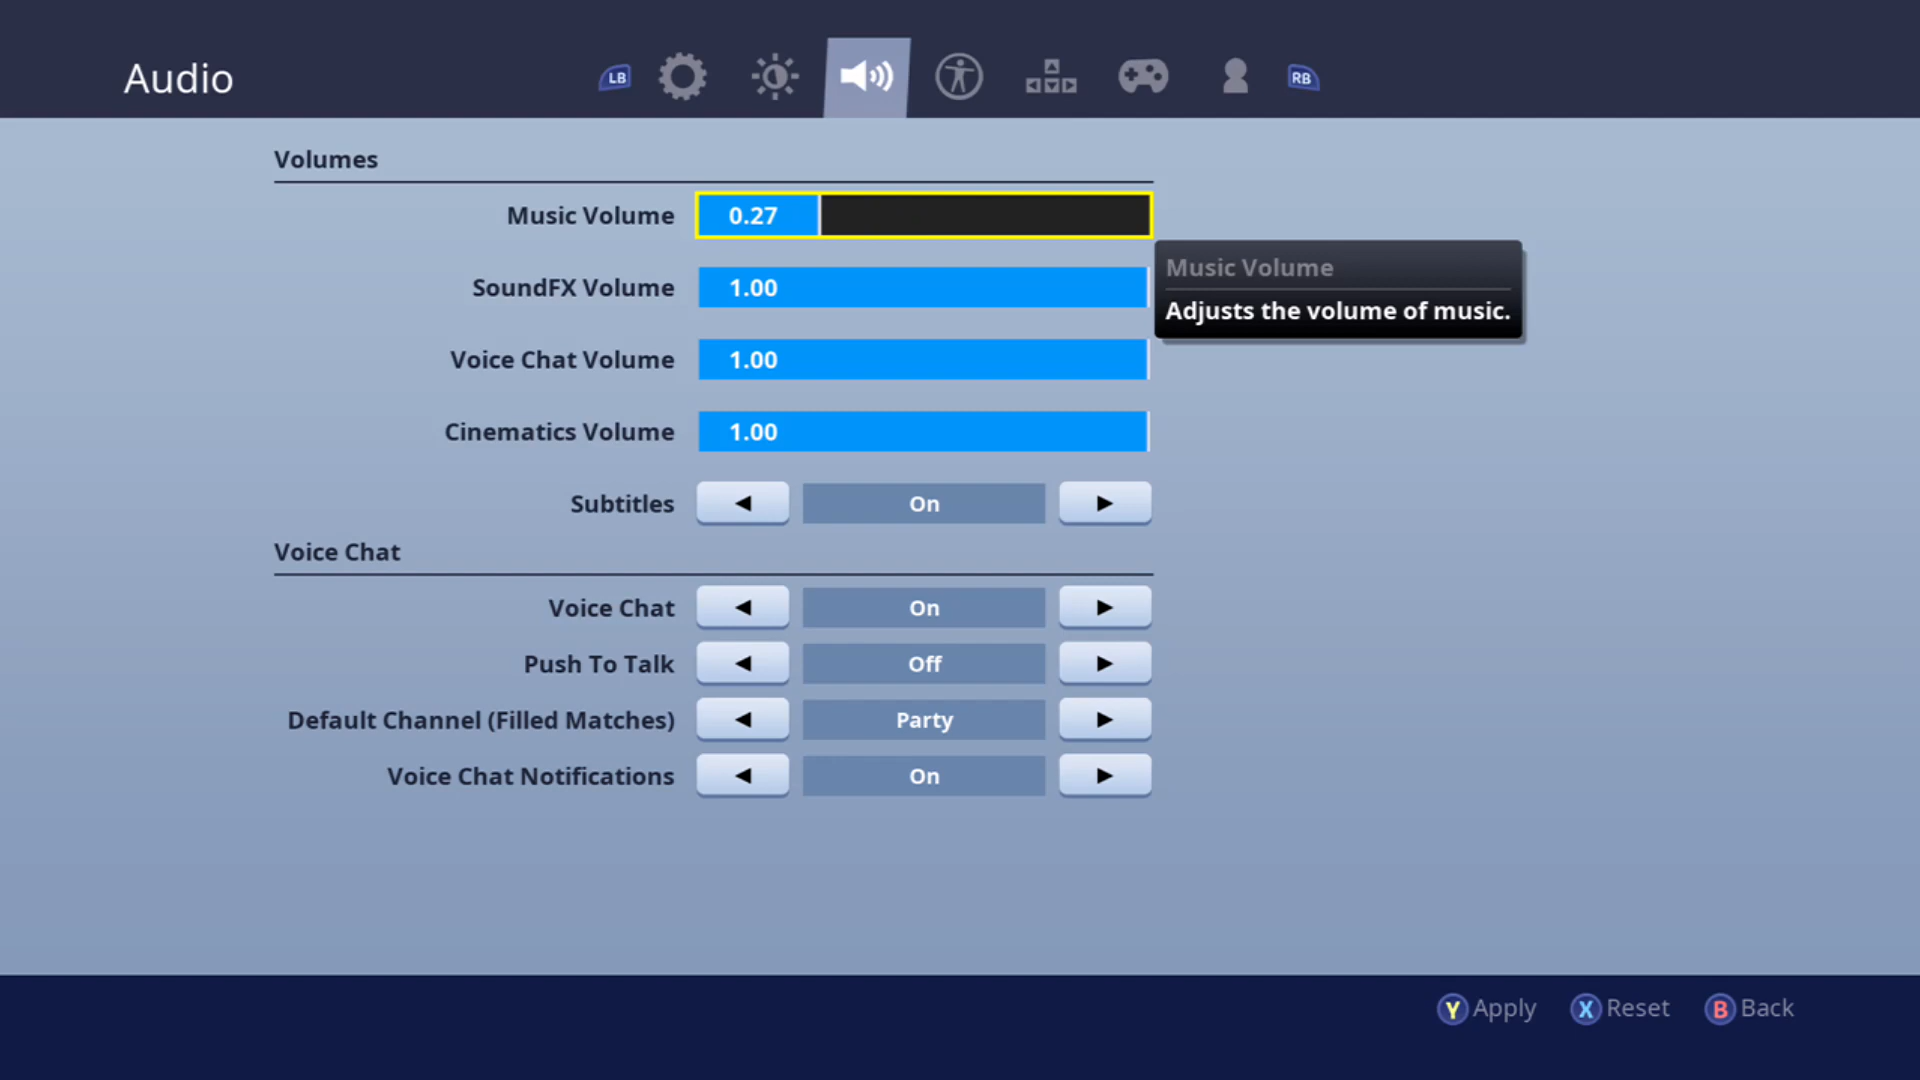 Audio
LB
RB
Volumes
Music Volume 0.27
Music Volume
Adjusts the volume of music.
SoundFX Volume 1.00
Voice Chat Volume 1.00
Cinematics Volume 1.00
Subtitles On
Voice Chat
Voice Chat On
Push To Talk Off
Default Channel (Filled Matches) Party
Voice Chat Notifications On
Y Apply X Reset B Back